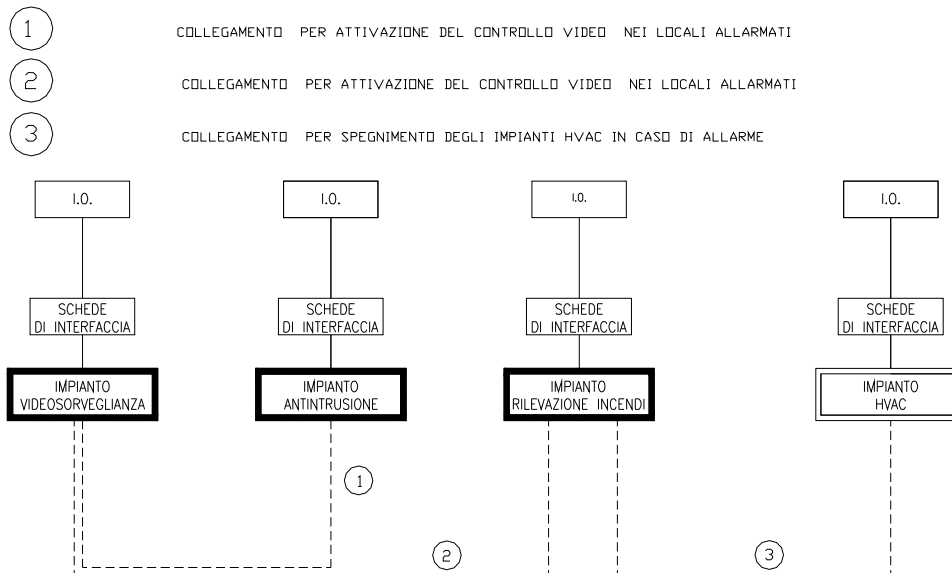 1
COLLEGAMENTO PER ATTIVAZIONE DEL CONTROLLO VIDEO NEI LOCALI ALLARMATI
2
COLLEGAMENTO PER ATTIVAZIONE DEL CONTROLLO VIDEO NEI LOCALI ALLARMATI
3
COLLEGAMENTO PER SPEGNIMENTO DEGLI IMPIANTI HVAC IN CASO DI ALLARME
I.O.
I.O.
I.O.
I.O.
SCHEDE
DI INTERFACCIA
SCHEDE
DI INTERFACCIA
SCHEDE
DI INTERFACCIA
SCHEDE
DI INTERFACCIA
IMPIANTO
VIDEOSORVEGLIANZA
IMPIANTO
ANTINTRUSIONE
IMPIANTO
RILEVAZIONE INCENDI
IMPIANTO
HVAC
1
2
3